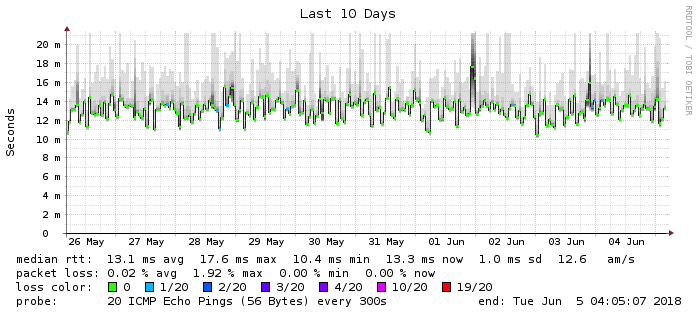 Last 10 Days
RRDTOOL / TOBI OETIKER
Seconds
20 m
18 m
16 m
14 m
12 m
10 m
8 m
6 m
4 m
2 m
0
26 May 27 May 28 May 29 May 30 May 31 May 01 Jun 02 Jun 03 Jun 04 Jun
median rtt: 13.1 ms avg 17.6 ms max 10.4 ms min 13.3 ms now 1.0 ms sd 12.6 am/s
packet loss: 0.02 % avg 1.92 % max 0.00 % min 0.00 % now
loss color: 0 1/20 2/20 3/20 4/20 10/20 19/20
probe: 20 ICMP Echo Pings (56 Bytes) every 300s end: Tue Jun 5 04:05:07 2018